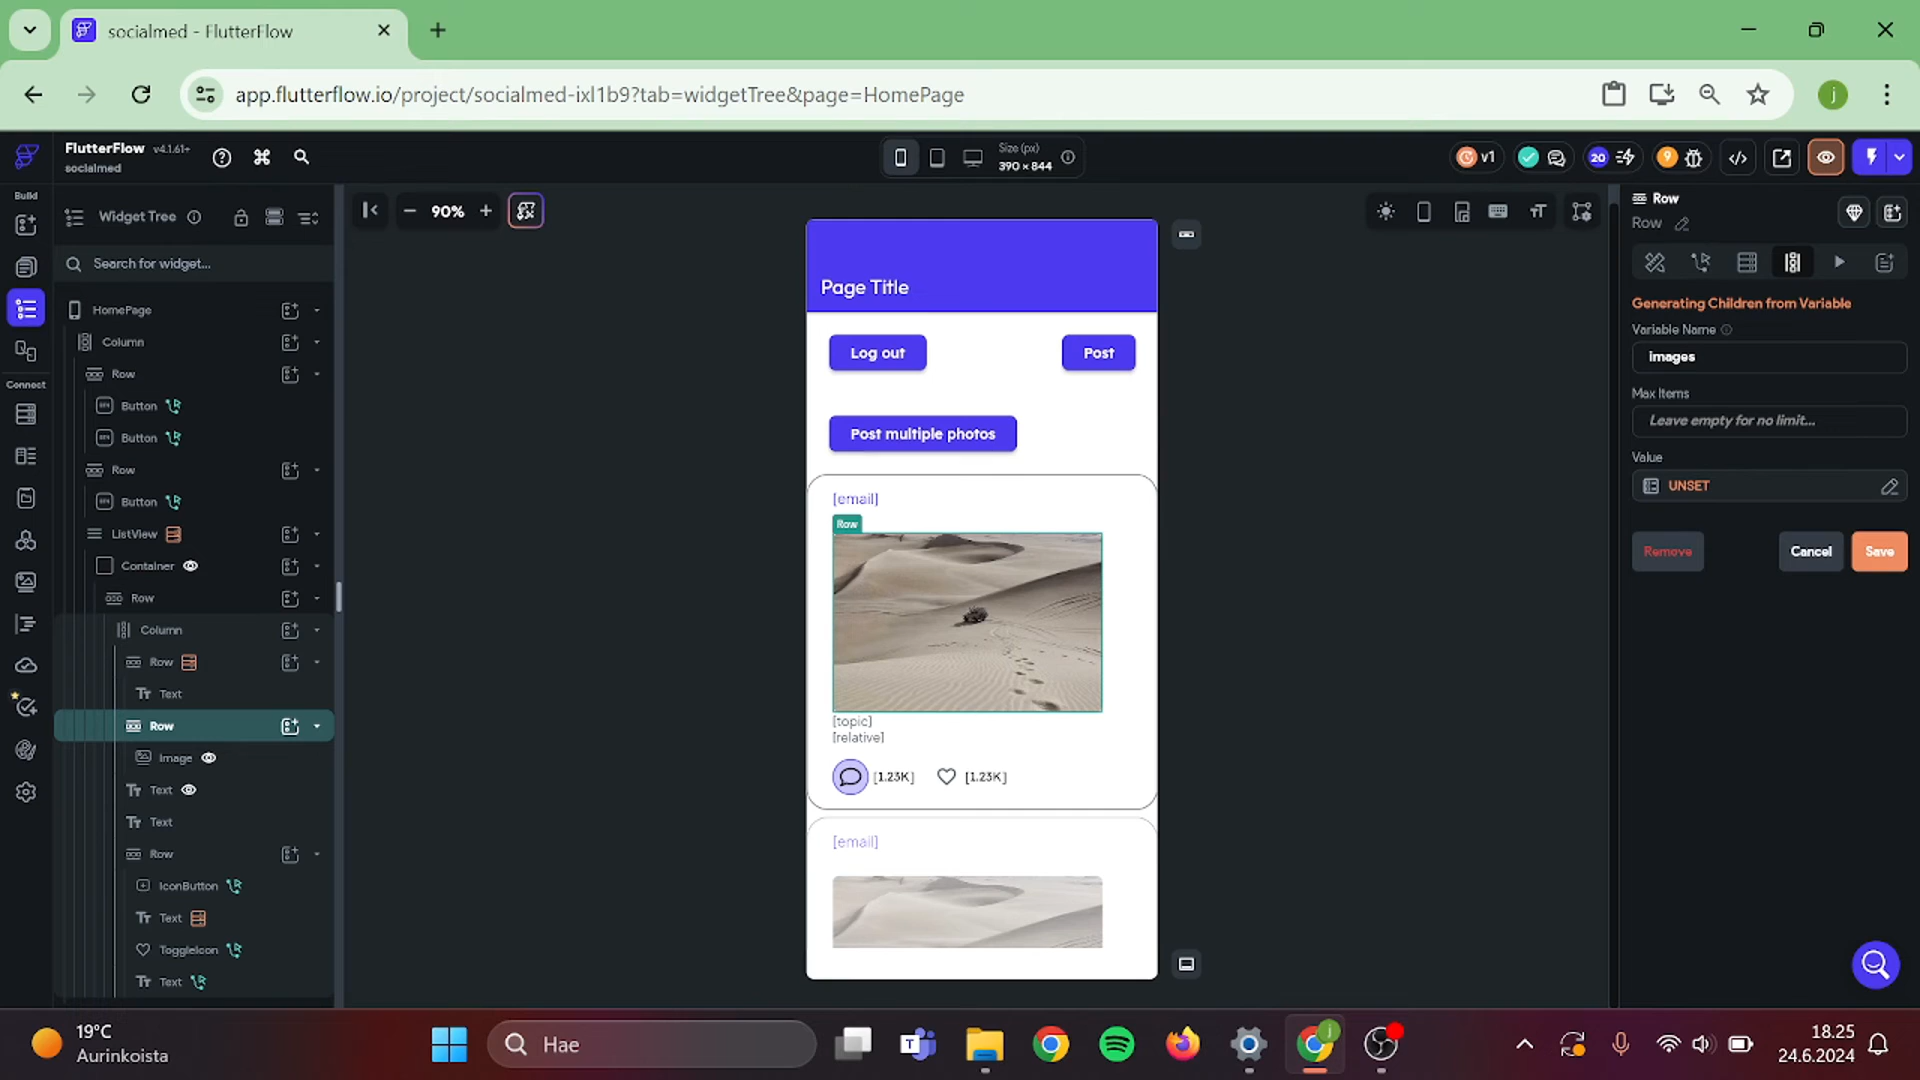 socialmed - FlutterFlow
app.flutterflow.io/project/socialmed-ixl1b9?tab=widgetTree&page=HomePage
j
FlutterFlow v4.1.61+
socialmed
Size (px)
390 × 844
v1
20
9
Build
Connect
Widget Tree
Search for widget...
HomePage
Column
Row
Button
Button
Row
Button
ListView
Container
Row
Column
Row
Text
Row
Image
Text
Text
Row
IconButton
Text
ToggleIcon
Text
90%
Page Title
Log out
Post
Post multiple photos
[email]
Row
[topic]
[relative]
[1.23K]
[1.23K]
[email]
Row
Row
Generating Children from Variable
Variable Name
images
Max Items
Leave empty for no limit...
Value
UNSET
Remove
Cancel
Save
19°C
Aurinkoista
Hae
j
18.25
24.6.2024